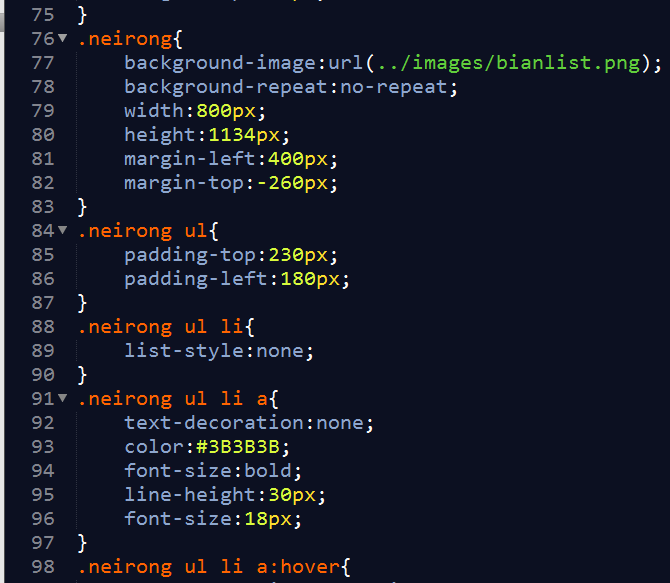 75 }
76 .neirong{
77 background-image:url(../images/bianlist.png);
78 background-repeat:no-repeat;
79 width:800px;
80 height:1134px;
81 margin-left:400px;
82 margin-top:-260px;
83 }
84 .neirong ul{
85 padding-top:230px;
86 padding-left:180px;
87 }
88 .neirong ul li{
89 list-style:none;
90 }
91 .neirong ul li a{
92 text-decoration:none;
93 color:#3B3B3B;
94 font-size:bold;
95 line-height:30px;
96 font-size:18px;
97 }
98 .neirong ul li a:hover{